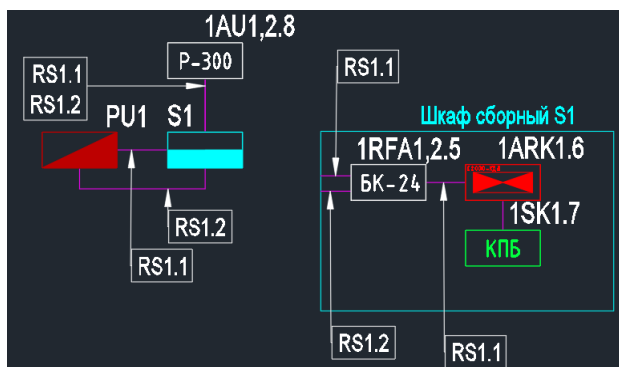 1AU1,2.8
P-300
RS1.1
RS1.2
PU1
S1
RS1.2
RS1.1
RS1.1
Шкаф сборный S1
1RFA1,2.5
1ARK1.6
БК-24
1SK1.7
КПБ
RS1.2
RS1.1